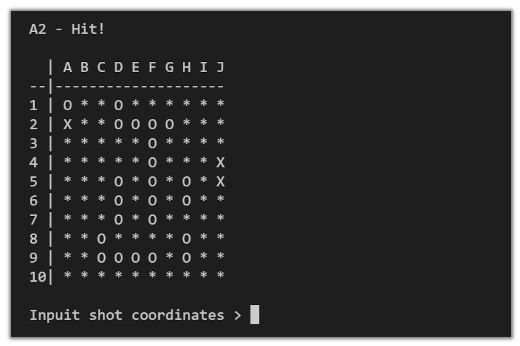 A2 - Hit!
  | A B C D E F G H I J
--|--------------------
1 | O * * O * * * * * *
2 | X * * O O O O * * *
3 | * * * * * O * * * *
4 | * * * * * O * * * X
5 | * * * O * O * O * X
6 | * * * O * O * O * *
7 | * * * O * O * * * *
8 | * * O * * * * O * *
9 | * * O O O O * O * *
10| * * * * * * * * * *
Inpuit shot coordinates >